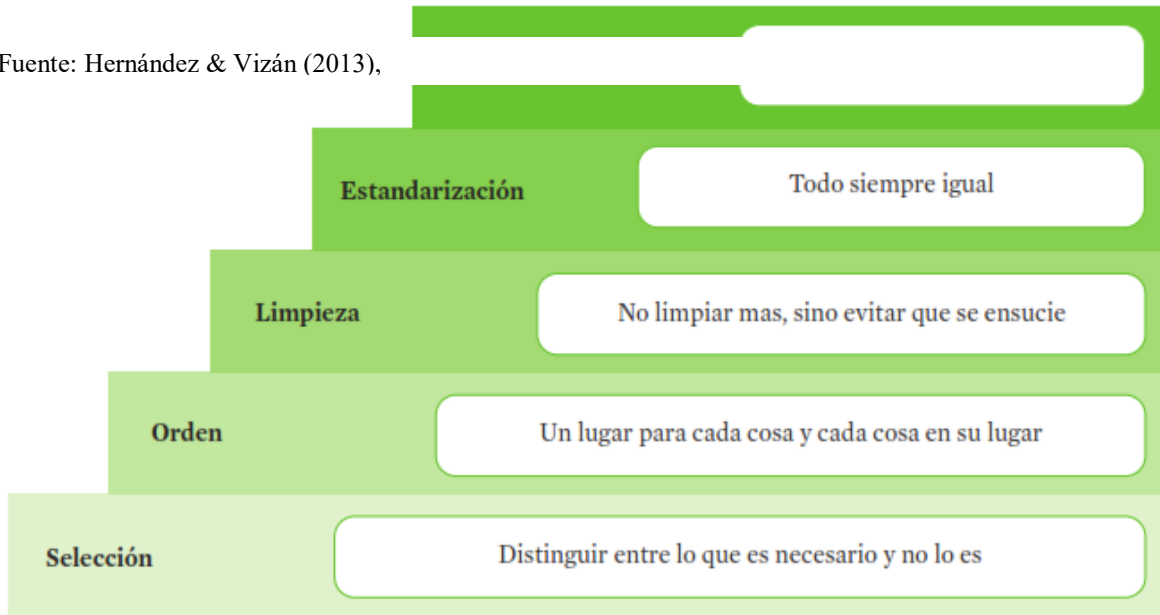 Fuente: Hernández & Vizán (2013),
Estandarización
Todo siempre igual
Limpieza
No limpiar mas, sino evitar que se ensucie
Orden
Un lugar para cada cosa y cada cosa en su lugar
Selección
Distinguir entre lo que es necesario y no lo es